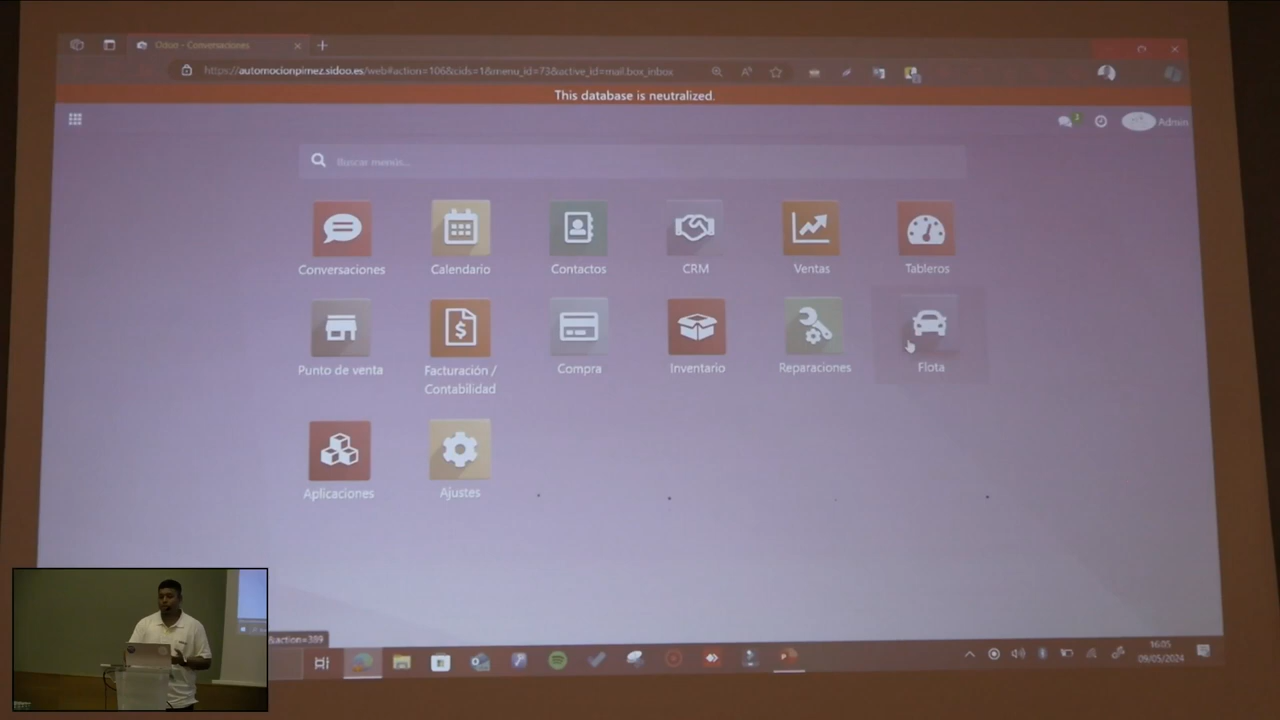 Odoo - Conversaciones
https://automocionpimez.sidoo.es/web#action=106&cids=1&menu_id=73&active_id=mail.box_inbox
This database is neutralized.
Admin
Buscar menús...
Conversaciones
Calendario
Contactos
CRM
Ventas
Tableros
Punto de venta
Facturación /
Contabilidad
Compra
Inventario
Reparaciones
Flota
Aplicaciones
Ajustes
&action=389
16:05
09/05/2024